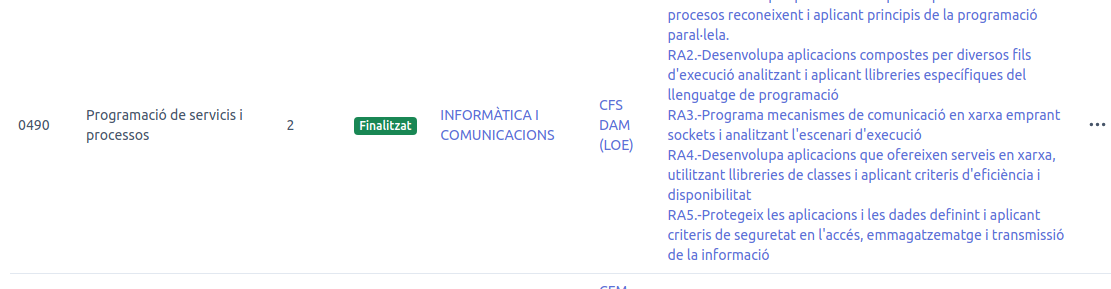 procesos reconeixent i aplicant principis de la programació
paral·lela.
RA2.-Desenvolupa aplicacions compostes per diversos fils
d'execució analitzant i aplicant llibreries específiques del
llenguatge de programació
RA3.-Programa mecanismes de comunicació en xarxa emprant
sockets i analitzant l'escenari d'execució
RA4.-Desenvolupa aplicacions que ofereixen serveis en xarxa,
utilitzant llibreries de classes i aplicant criteris d'eficiència i
disponibilitat
RA5.-Protegeix les aplicacions i les dades definint i aplicant
criteris de seguretat en l'accés, emmagatzematge i transmissió
de la informació
0490
Programació de servicis i
processos
2
Finalitzat
INFORMÀTICA I
COMUNICACIONS
CFS
DAM
(LOE)